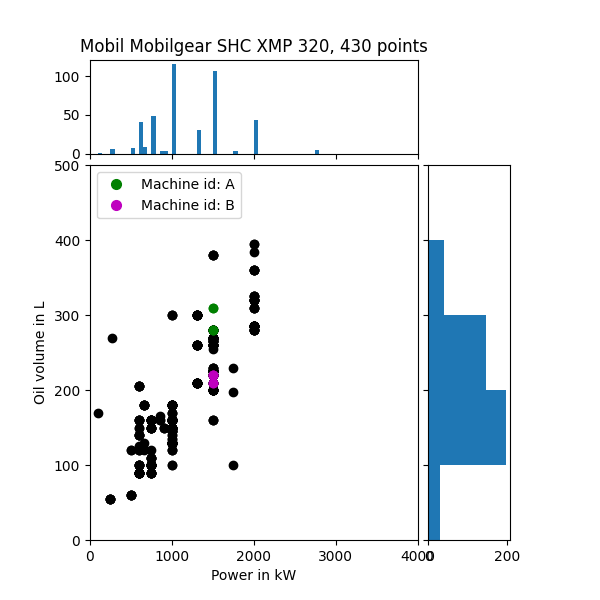 Mobil Mobilgear SHC XMP 320, 430 points
100
50
0
500
400
300
200
100
0
Machine id: A
Machine id: B
Oil volume in L
0 1000 2000 3000 4000
0 200
Power in kW